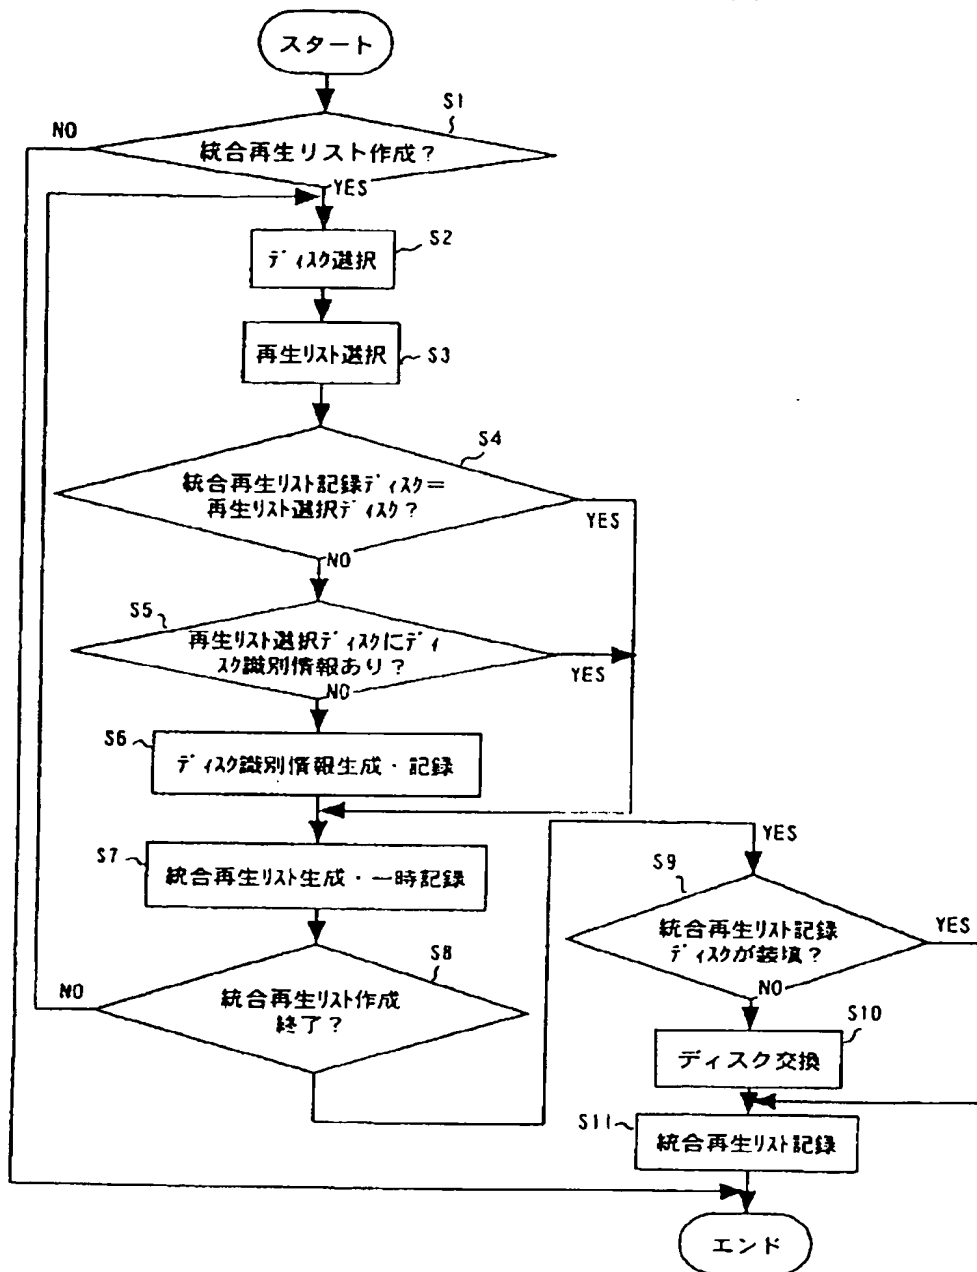 スタート
S1
NO
統合再生リスト作成?
YES
S2
ディスク選択
再生リスト選択
S3
S4
統合再生リスト記録ディスク=
再生リスト選択ディスク?
YES
NO
S5
再生リスト選択ディスクにディ
スク識別情報あり?
YES
NO
S6
ディスク識別情報生成・記録
S7
統合再生リスト生成・一時記録
S8
NO
統合再生リスト作成
終了?
YES
S9
統合再生リスト記録
ディスクが装填?
YES
NO
S10
ディスク交換
S11
統合再生リスト記録
エンド